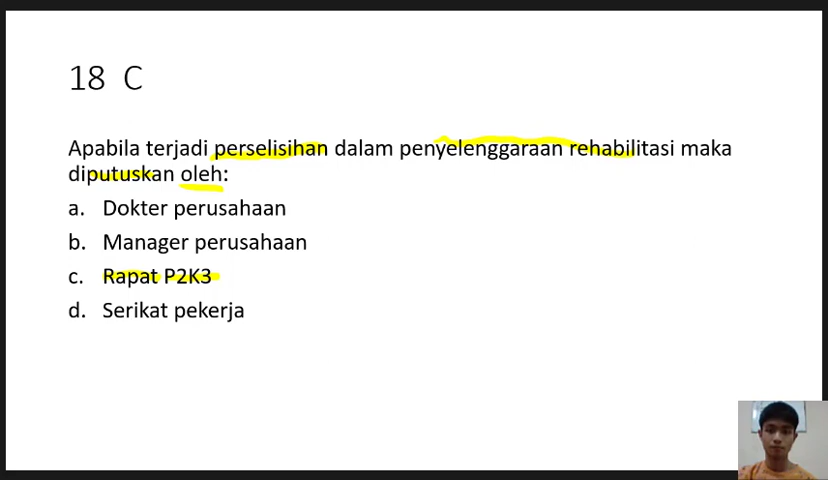 18 C
Apabila terjadi perselisihan dalam penyelenggaraan rehabilitasi maka
diputuskan oleh:
a. Dokter perusahaan
b. Manager perusahaan
c. Rapat P2K3
d. Serikat pekerja